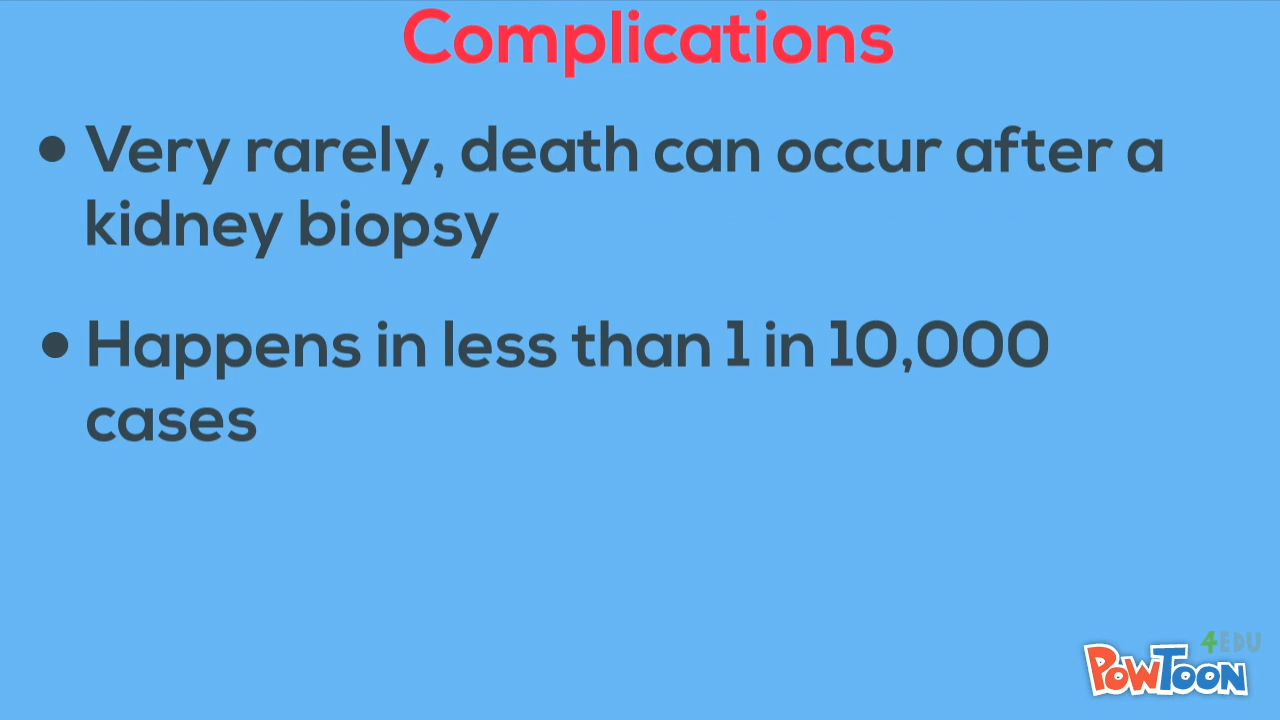 Complications
• Very rarely, death can occur after a
kidney biopsy
• Happens in less than 1 in 10,000
cases
4EDU
POWTOON